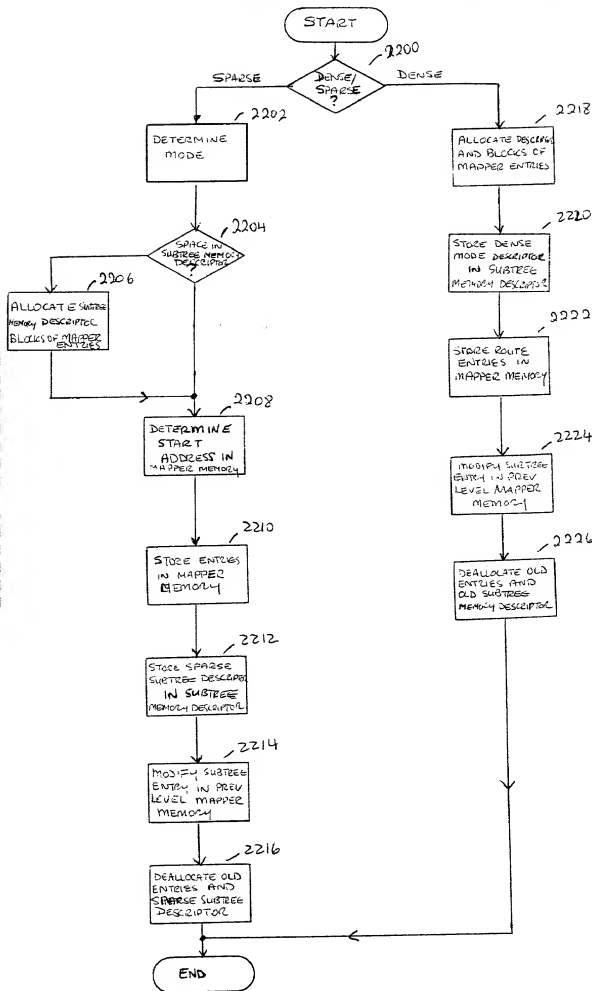 START
2200
SPARSE
DENSE/
SPARSE
?
DENSE
2202
DETERMINE
MODE
2204
SPACE IN
SUBTREE MEMORY
DESCRIPTOR
?
2206
ALLOCATE SUBTREE
MEMORY DESCRIPTOR
BLOCKS OF MAPPER
ENTRIES
2208
DETERMINE
START
ADDRESS IN
MAPPER MEMORY
2210
STORE ENTRIES
IN MAPPER
MEMORY
2212
STORE SPARSE
SUBTREE DESCRIPTOR
IN SUBTREE
MEMORY DESCRIPTOR
2214
MODIFY SUBTREE
ENTRY IN PREV
LEVEL MAPPER
MEMORY
2216
DEALLOCATE OLD
ENTRIES AND
SPARSE SUBTREE
DESCRIPTOR
2218
ALLOCATE
AND BLOCKS OF
MAPPER ENTRIES
2220
STORE DENSE
MODE DESCRIPTOR
IN SUBTREE
MEMORY DESCRIPTOR
2222
STORE ROUTE
ENTRIES IN
MAPPER MEMORY
2224
MODIFY SUBTREE
ENTRY IN PREV
LEVEL MAPPER
MEMORY
2226
DEALLOCATE OLD
ENTRIES AND
OLD SUBTREE
MEMORY DESCRIPTOR
END